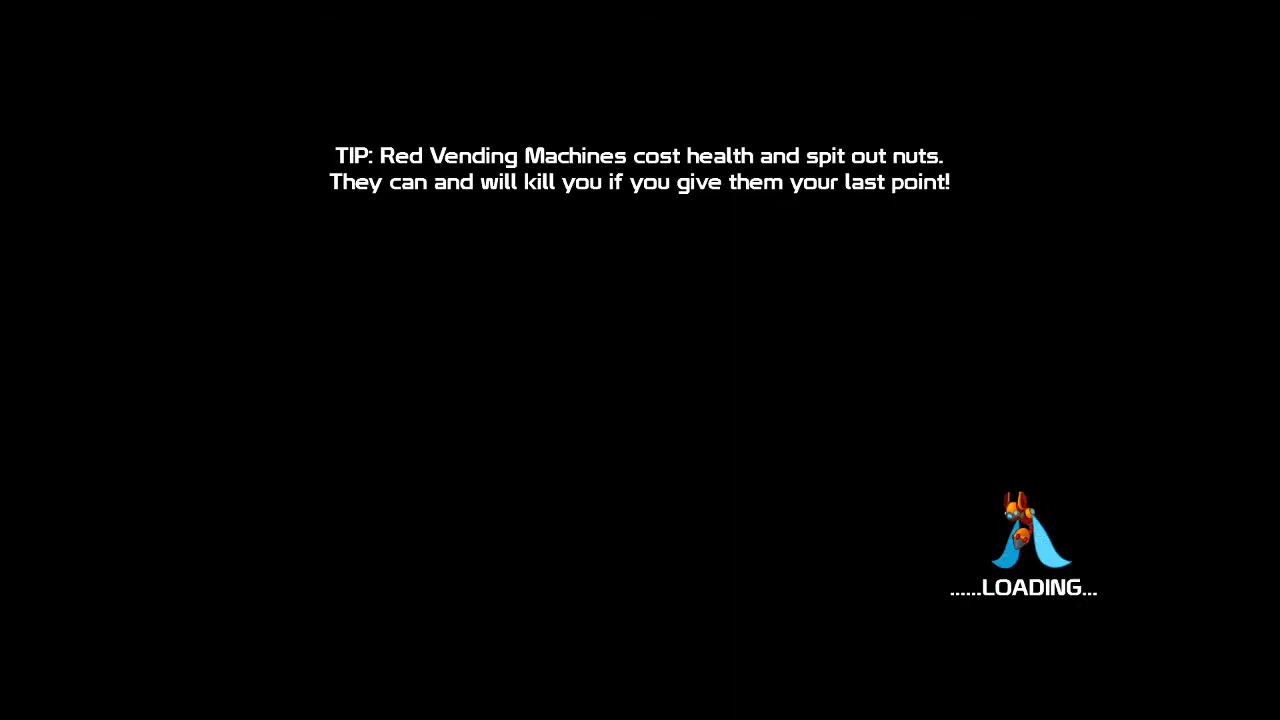 TIP: Red Vending Machines cost health and spit out nuts.
They can and will kill you if you give them your last point!
......LOADING...